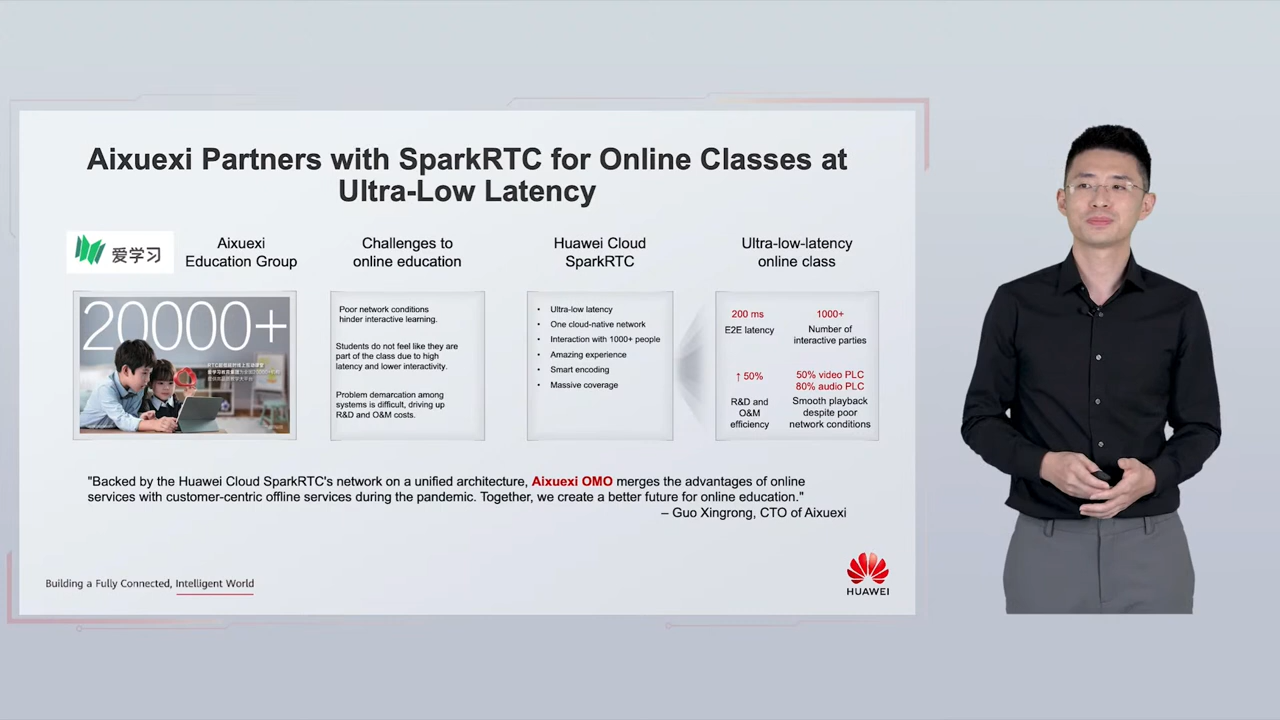 Aixuexi Partners with SparkRTC for Online Classes at
Ultra-Low Latency
爱学习
Aixuexi
Education Group
20000+
Challenges to
online education
Poor network conditions
hinder interactive learning.
Students do not feel like they are
part of the class due to high
latency and lower interactivity.
Problem demarcation among
systems is difficult, driving up
R&D and O&M costs.
Huawei Cloud
SparkRTC
• Ultra-low latency
• One cloud-native network
• Interaction with 1000+ people
• Amazing experience
• Smart encoding
• Massive coverage
Ultra-low-latency
online class
200 ms
E2E latency
1000+
Number of
interactive parties
↑ 50%
R&D and
O&M
efficiency
50% video PLC
80% audio PLC
Smooth playback
despite poor
network conditions
"Backed by the Huawei Cloud SparkRTC's network on a unified architecture, Aixuexi OMO merges the advantages of online
services with customer-centric offline services during the pandemic. Together, we create a better future for online education."
– Guo Xingrong, CTO of Aixuexi
Building a Fully Connected, Intelligent World
HUAWEI